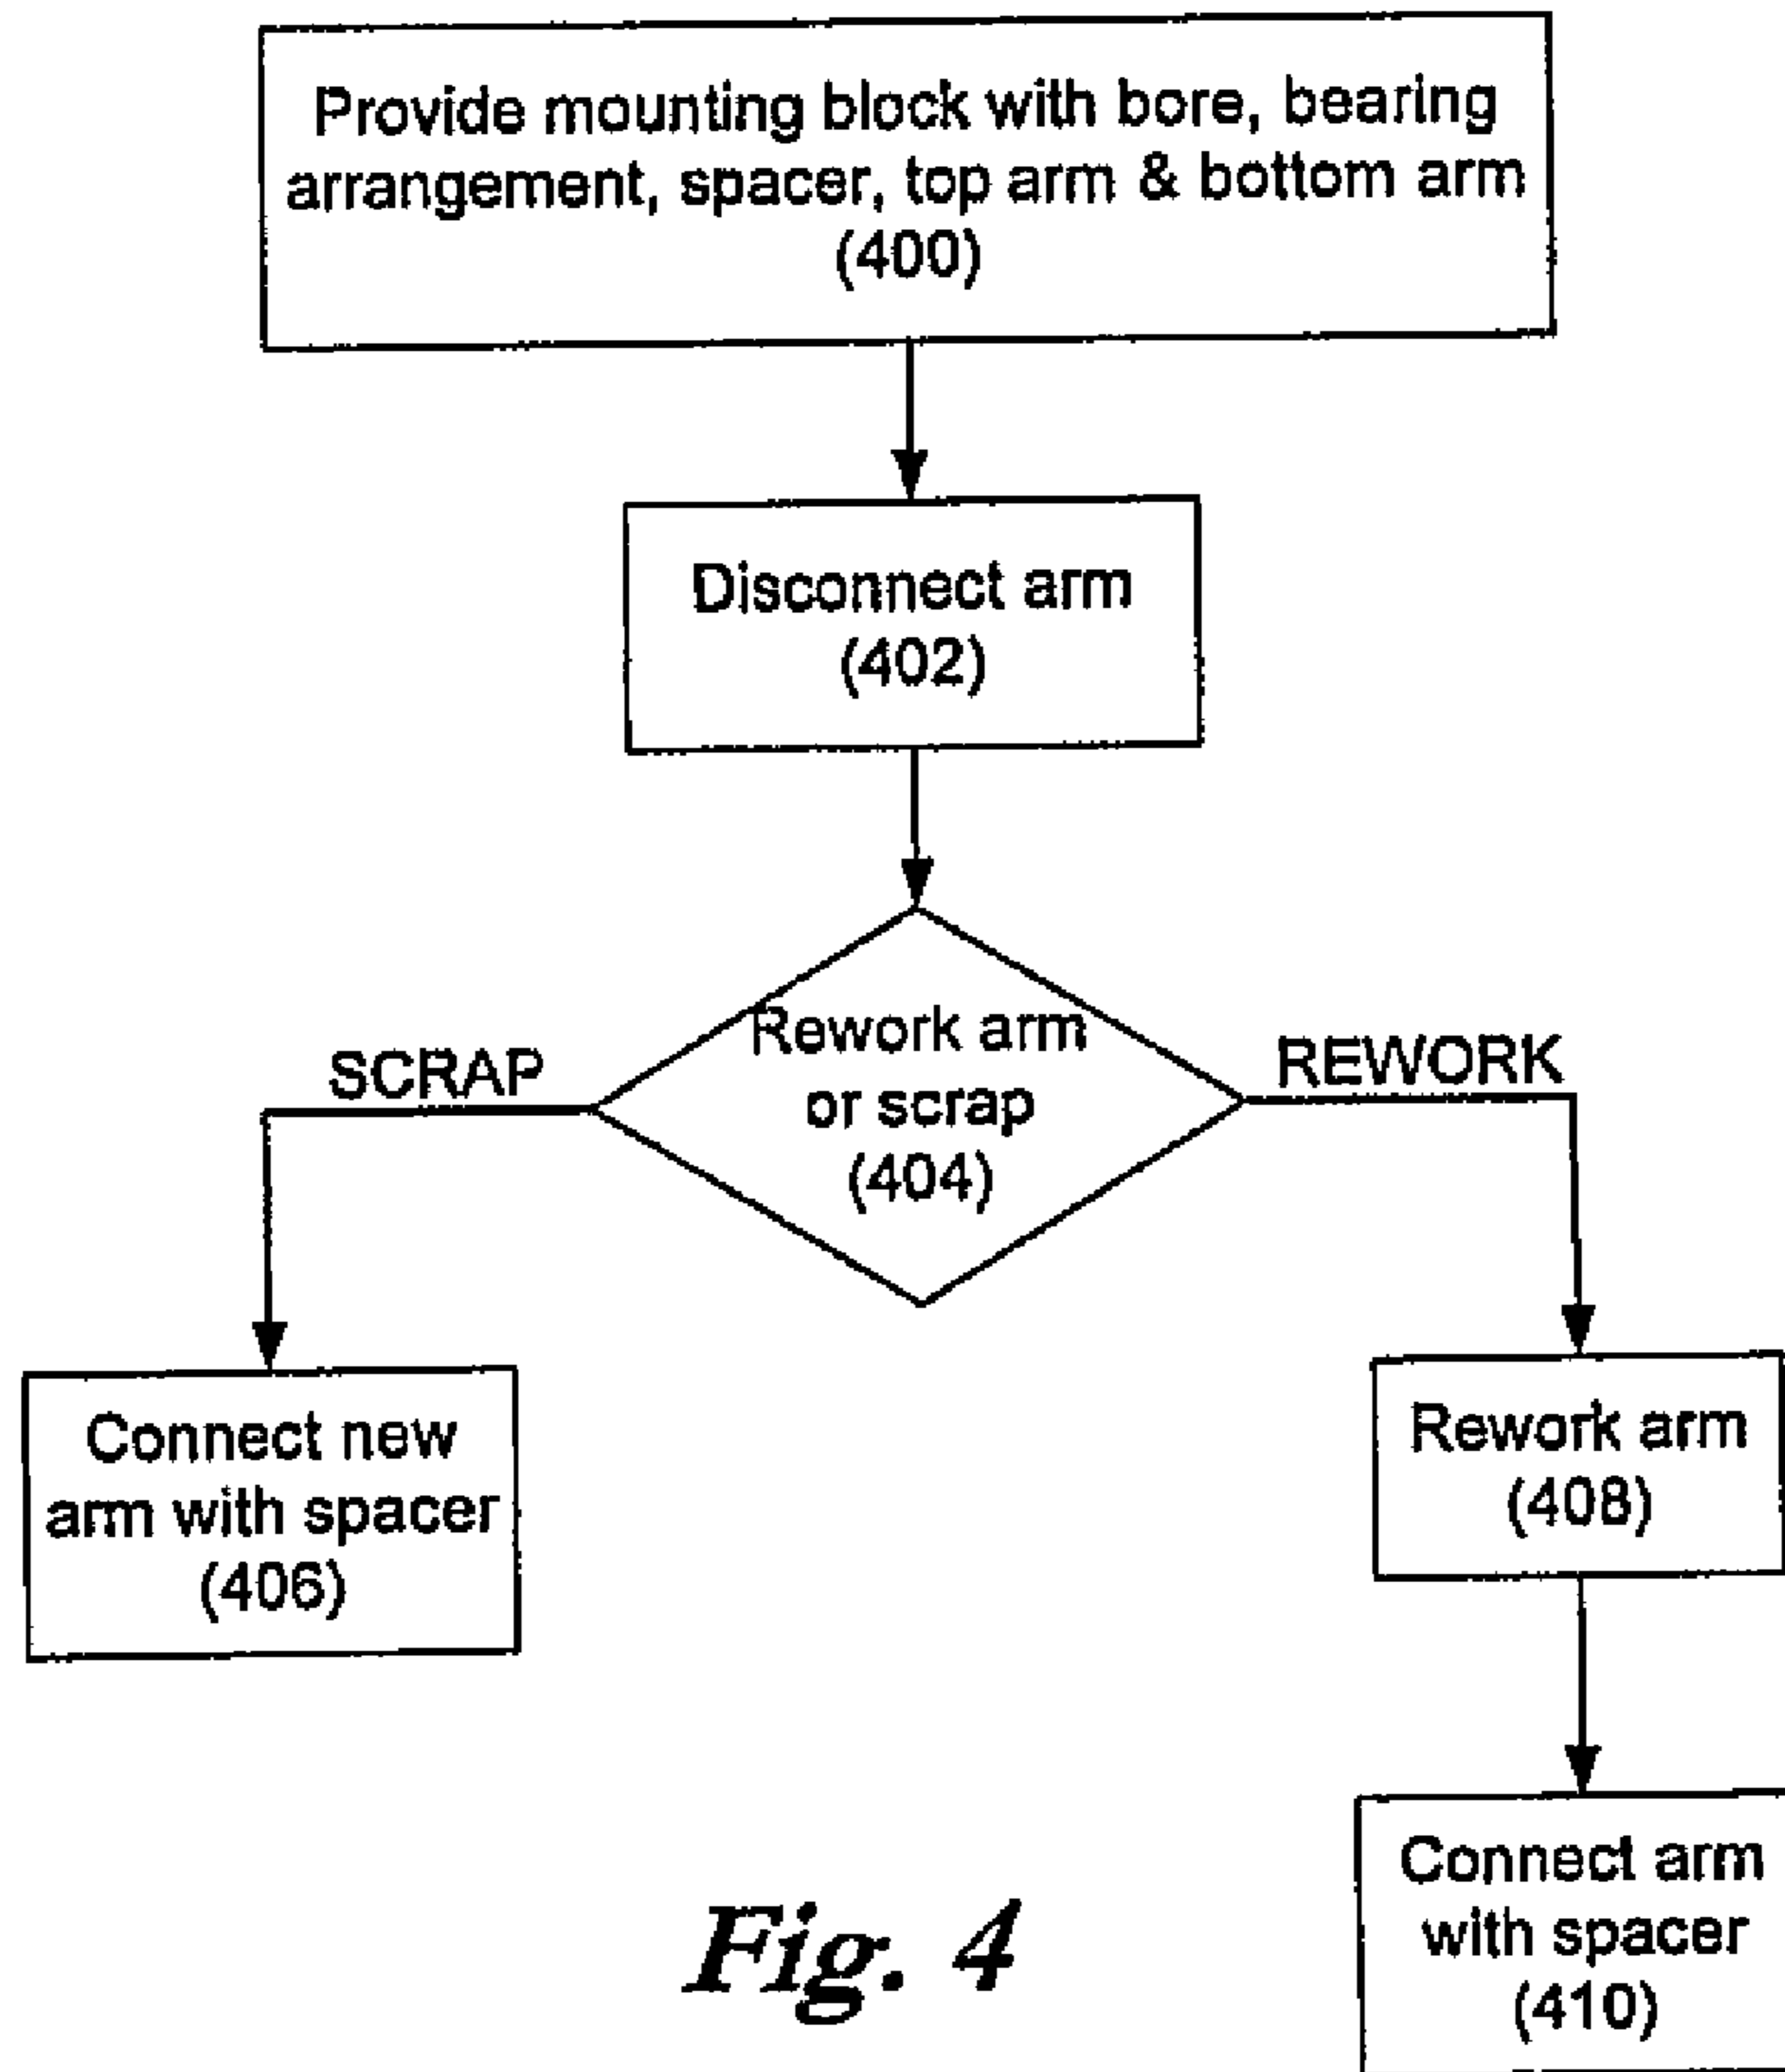 Provide mounting block with bore, bearing
arrangement, spacer, top arm & bottom arm
(400)
Disconnect arm
(402)
Rework arm
or scrap
(404)
SCRAP
REWORK
Connect new
arm with spacer
(406)
Rework arm
(408)
Connect arm
with spacer
(410)
Fig. 4